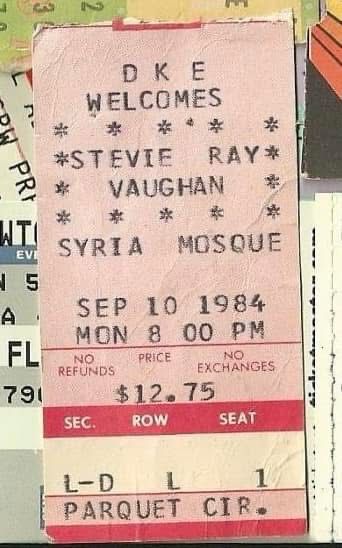 D K E
WELCOMES
* * * * *
*STEVIE RAY*
* VAUGHAN *
* * * * *
SYRIA MOSQUE
SEP 10 1984
MON 8 00 PM
NO REFUNDS PRICE NO EXCHANGES
$12.75
SEC. ROW SEAT
L-D L 1
PARQUET CIR.